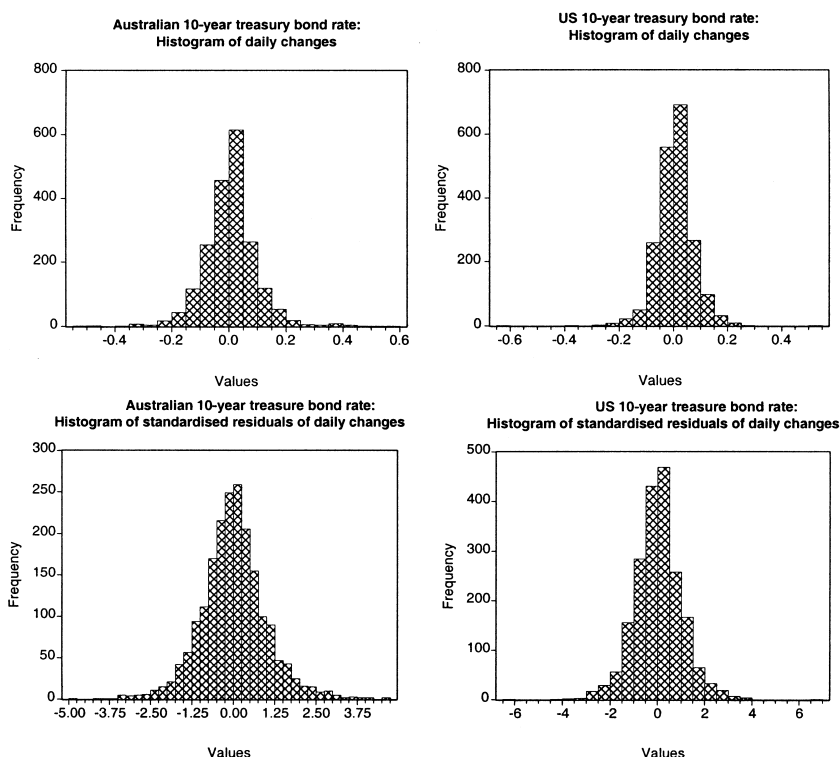 Australian 10-year treasury bond rate:
Histogram of daily changes
800
600
400
200
0
Frequency
-0.4 -0.2 0.0 0.2 0.4 0.6
Values
US 10-year treasury bond rate:
Histogram of daily changes
800
600
400
200
0
Frequency
-0.6 -0.4 -0.2 0.0 0.2 0.4
Values
Australian 10-year treasure bond rate:
Histogram of standardised residuals of daily changes
300
250
200
150
100
50
0
Frequency
-5.00 -3.75 -2.50 -1.25 0.00 1.25 2.50 3.75
Values
US 10-year treasure bond rate:
Histogram of standardised residuals of daily changes
500
400
300
200
100
0
Frequency
-6 -4 -2 0 2 4 6
Values